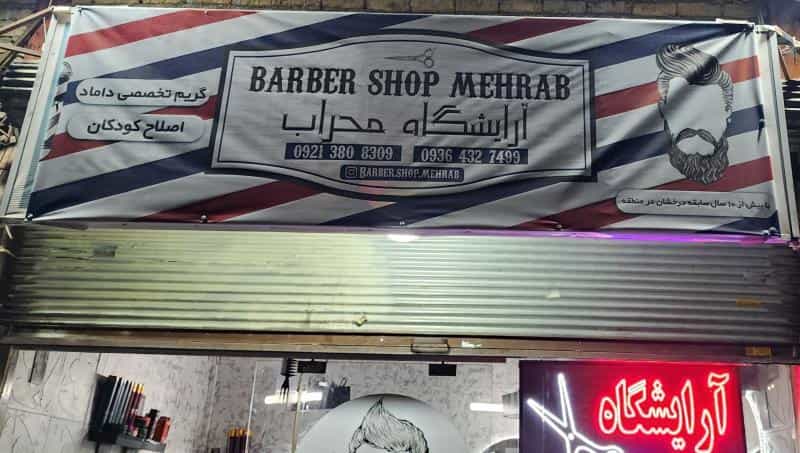 BARBER SHOP MEHRAB
آرایشگاه محراب
0921 380 8309
0936 432 7499
BARBER.SHOP.MEHRAB
گریم تخصصی داماد
اصلاح کودکان
با بیش از ۱۰ سال سابقه درخشان در منطقه
آرایشگاه